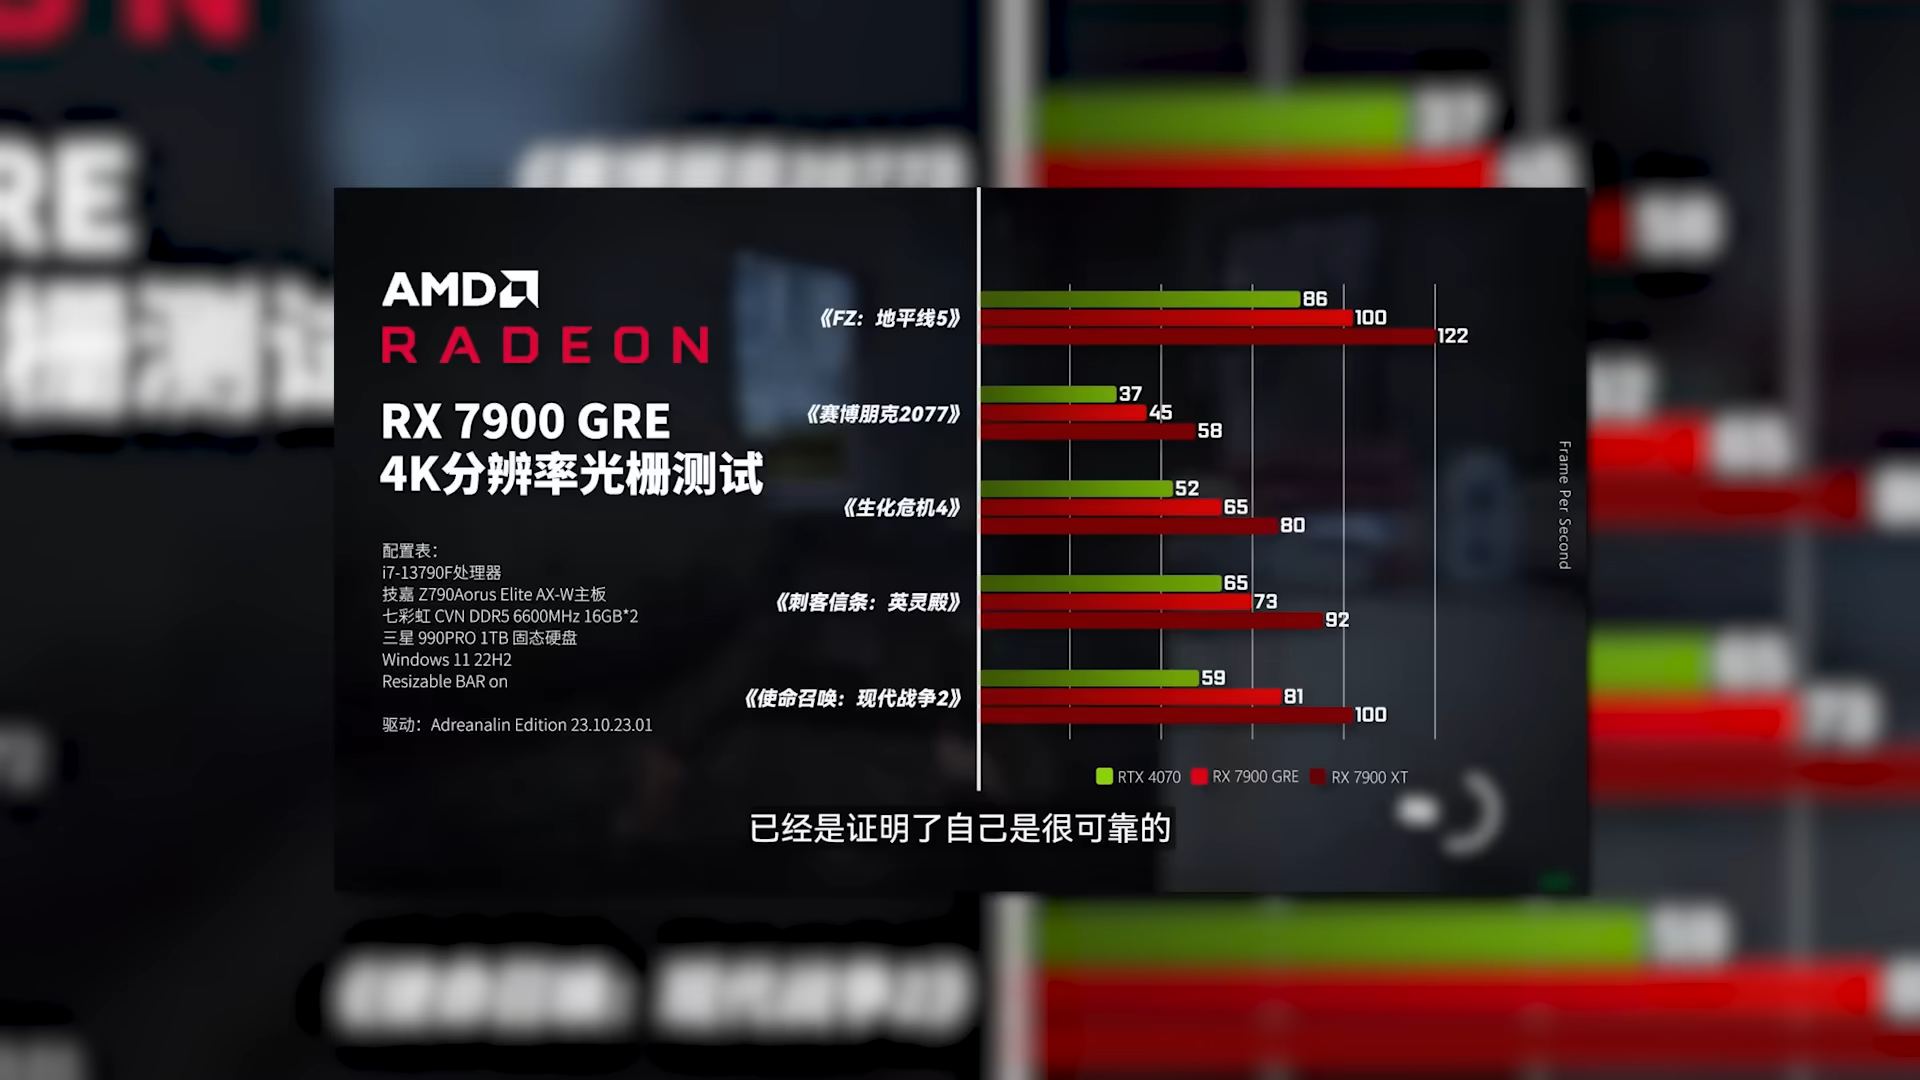 AMD
RADEON
RX 7900 GRE
4K分辨率光栅测试
配置表：
i7-13790F处理器
技嘉 Z790Aorus Elite AX-W主板
七彩虹 CVN DDR5 6600MHz 16GB*2
三星 990PRO 1TB 固态硬盘
Windows 11 22H2
Resizable BAR on
驱动：Adreanalin Edition 23.10.23.01
《FZ：地平线5》
86
100
122
《赛博朋克2077》
37
45
58
《生化危机4》
52
65
80
《刺客信条：英灵殿》
65
73
92
《使命召唤：现代战争2》
59
81
100
Frame Per Second
RTX 4070 RX 7900 GRE RX 7900 XT
已经是证明了自己是很可靠的